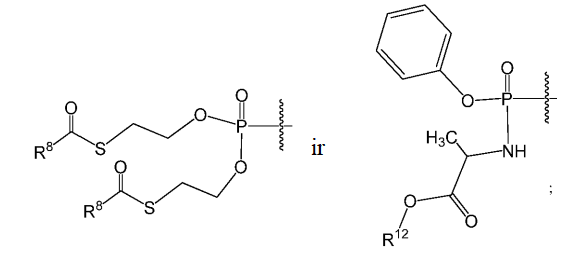 O O
O P O O P
R⁸ S O ir H₃C NH
O
R⁸ S O O ;
R¹² O